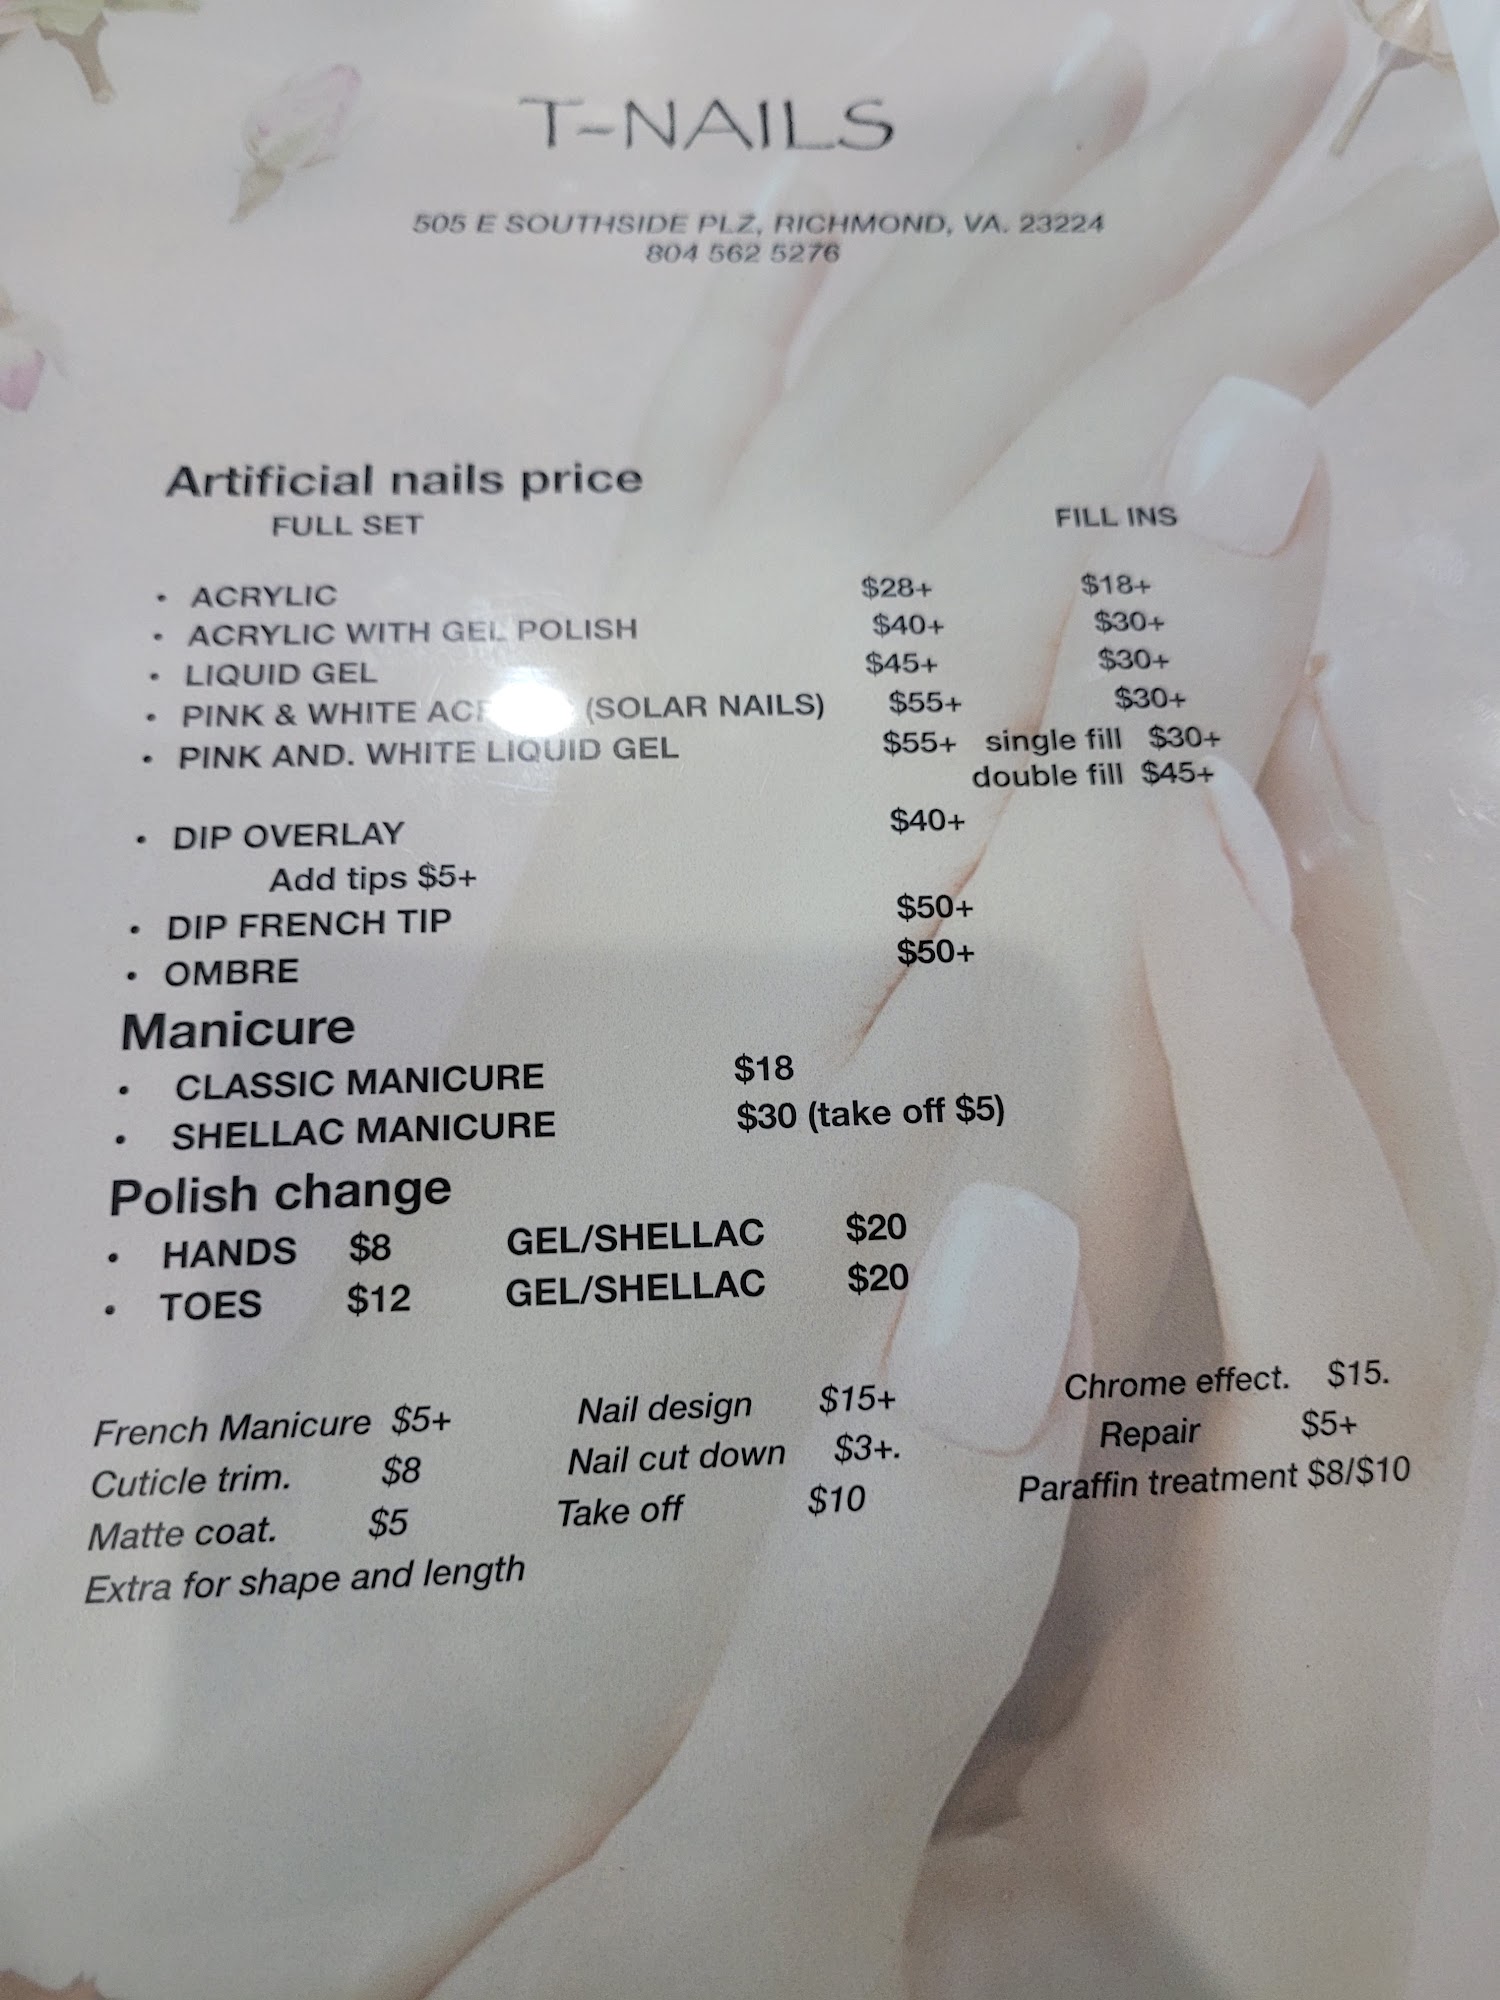 T-NAILS
505 E SOUTHSIDE PLZ, RICHMOND, VA. 23224
804 562 5276
Artificial nails price
FULL SET FILL INS
• ACRYLIC $28+ $18+
• ACRYLIC WITH GEL POLISH $40+ $30+
• LIQUID GEL $45+ $30+
• PINK & WHITE (SOLAR NAILS) $55+ $30+
• PINK AND. WHITE LIQUID GEL $55+ single fill $30+
double fill $45+
• DIP OVERLAY $40+
Add tips $5+
• DIP FRENCH TIP $50+
• OMBRE $50+
Manicure
• CLASSIC MANICURE $18
• SHELLAC MANICURE $30 (take off $5)
Polish change
• HANDS $8 GEL/SHELLAC $20
• TOES $12 GEL/SHELLAC $20
French Manicure $5+ Nail design $15+ Chrome effect. $15.
Cuticle trim. $8 Nail cut down $3+. Repair $5+
Matte coat. $5 Take off $10 Paraffin treatment $8/$10
Extra for shape and length